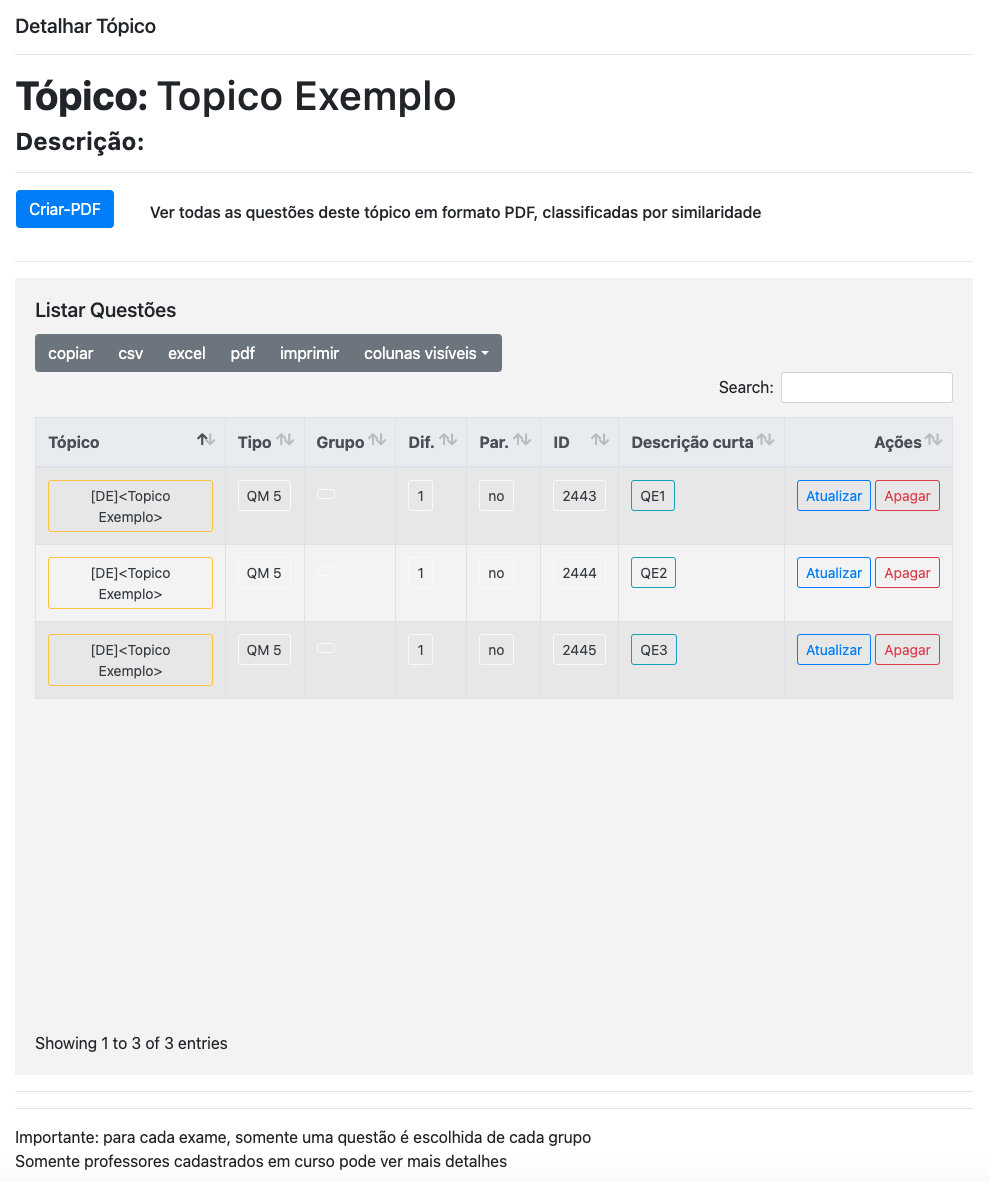 Detalhar Tópico
Tópico: Topico Exemplo
Descrição:
Criar-PDF Ver todas as questões deste tópico em formato PDF, classificadas por similaridade
Listar Questões
copiar csv excel pdf imprimir colunas visíveis
Search:
Tópico Tipo Grupo Dif. Par. ID Descrição curta Ações
[DE]<Topico QM 5 1 no 2443 QE1 Atualizar Apagar
Exemplo>
[DE]<Topico QM 5 1 no 2444 QE2 Atualizar Apagar
Exemplo>
[DE]<Topico QM 5 1 no 2445 QE3 Atualizar Apagar
Exemplo>
Showing 1 to 3 of 3 entries
Importante: para cada exame, somente uma questão é escolhida de cada grupo
Somente professores cadastrados em curso pode ver mais detalhes